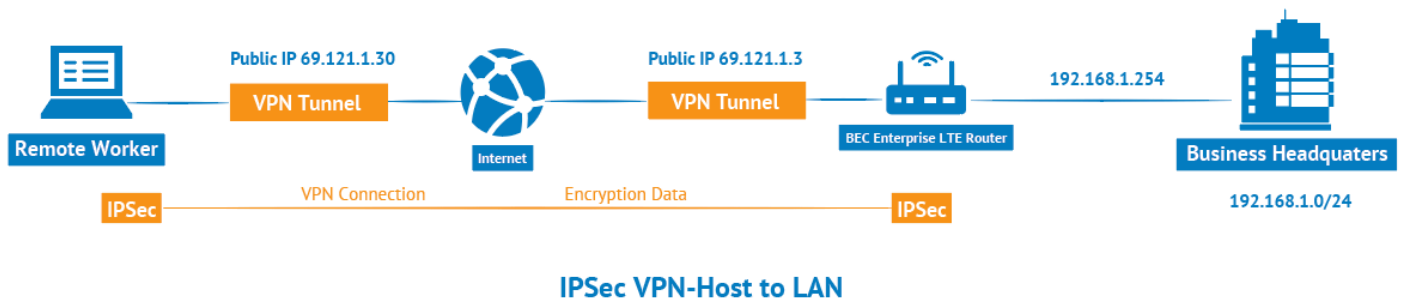 Public IP 69.121.1.30
Public IP 69.121.1.3
192.168.1.254
VPN Tunnel
VPN Tunnel
Remote Worker
Internet
BEC Enterprise LTE Router
Business Headquaters
VPN Connection
Encryption Data
IPSec
IPSec
192.168.1.0/24
IPSec VPN-Host to LAN